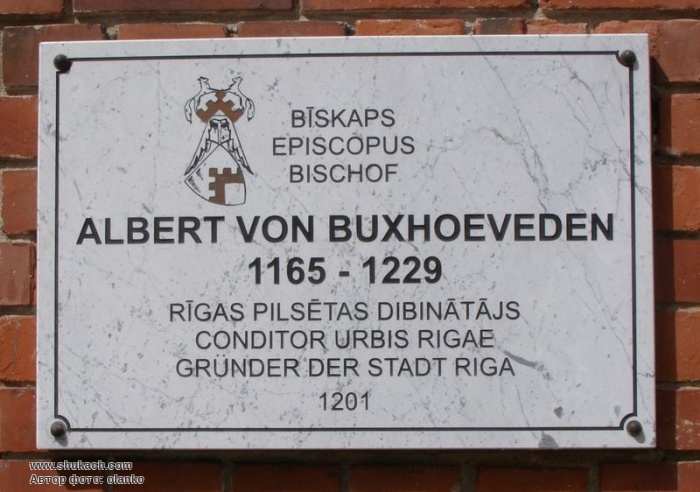 BĪSKAPS
EPISCOPUS
BISCHOF
ALBERT VON BUXHOEVEDEN
1165 - 1229
RĪGAS PILSĒTAS DIBINĀTĀJS
CONDITOR URBIS RIGAE
GRÜNDER DER STADT RIGA
1201
www.shukach.com
Автор фото: olanko